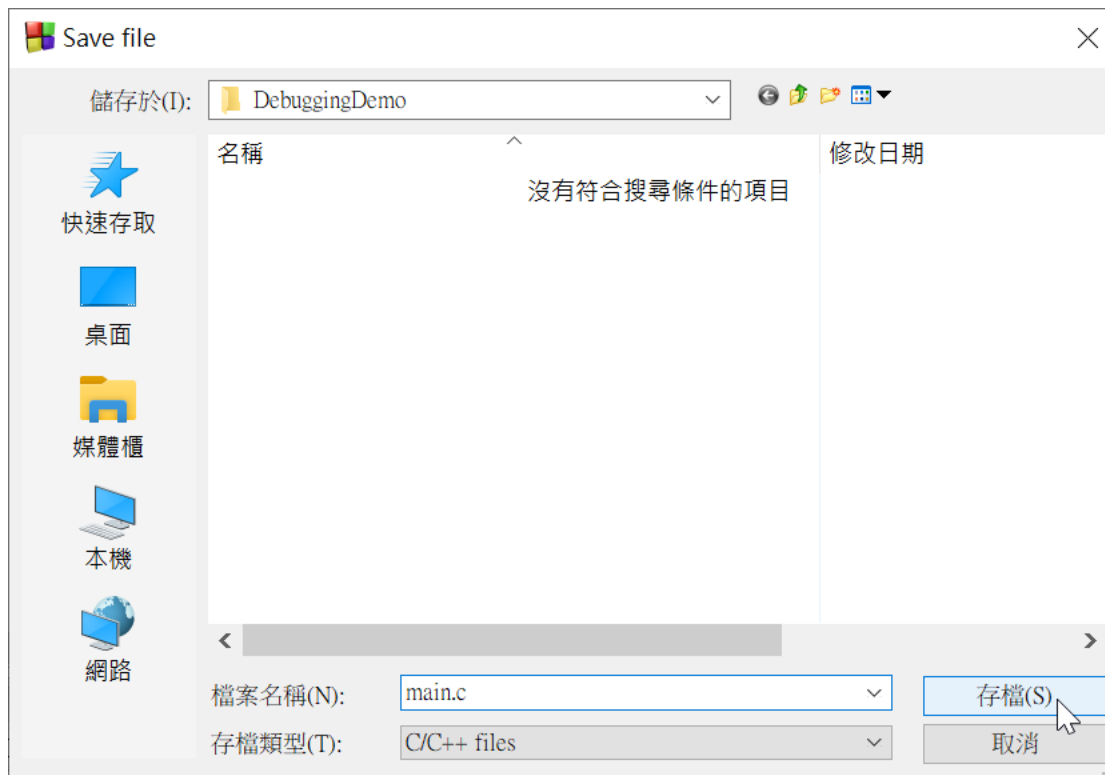 Save file
儲存於(I):
DebuggingDemo
名稱
修改日期
沒有符合搜尋條件的項目
快速存取
桌面
媒體櫃
本機
網路
檔案名稱(N):
main.c
存檔(S)
存檔類型(T):
C/C++ files
取消